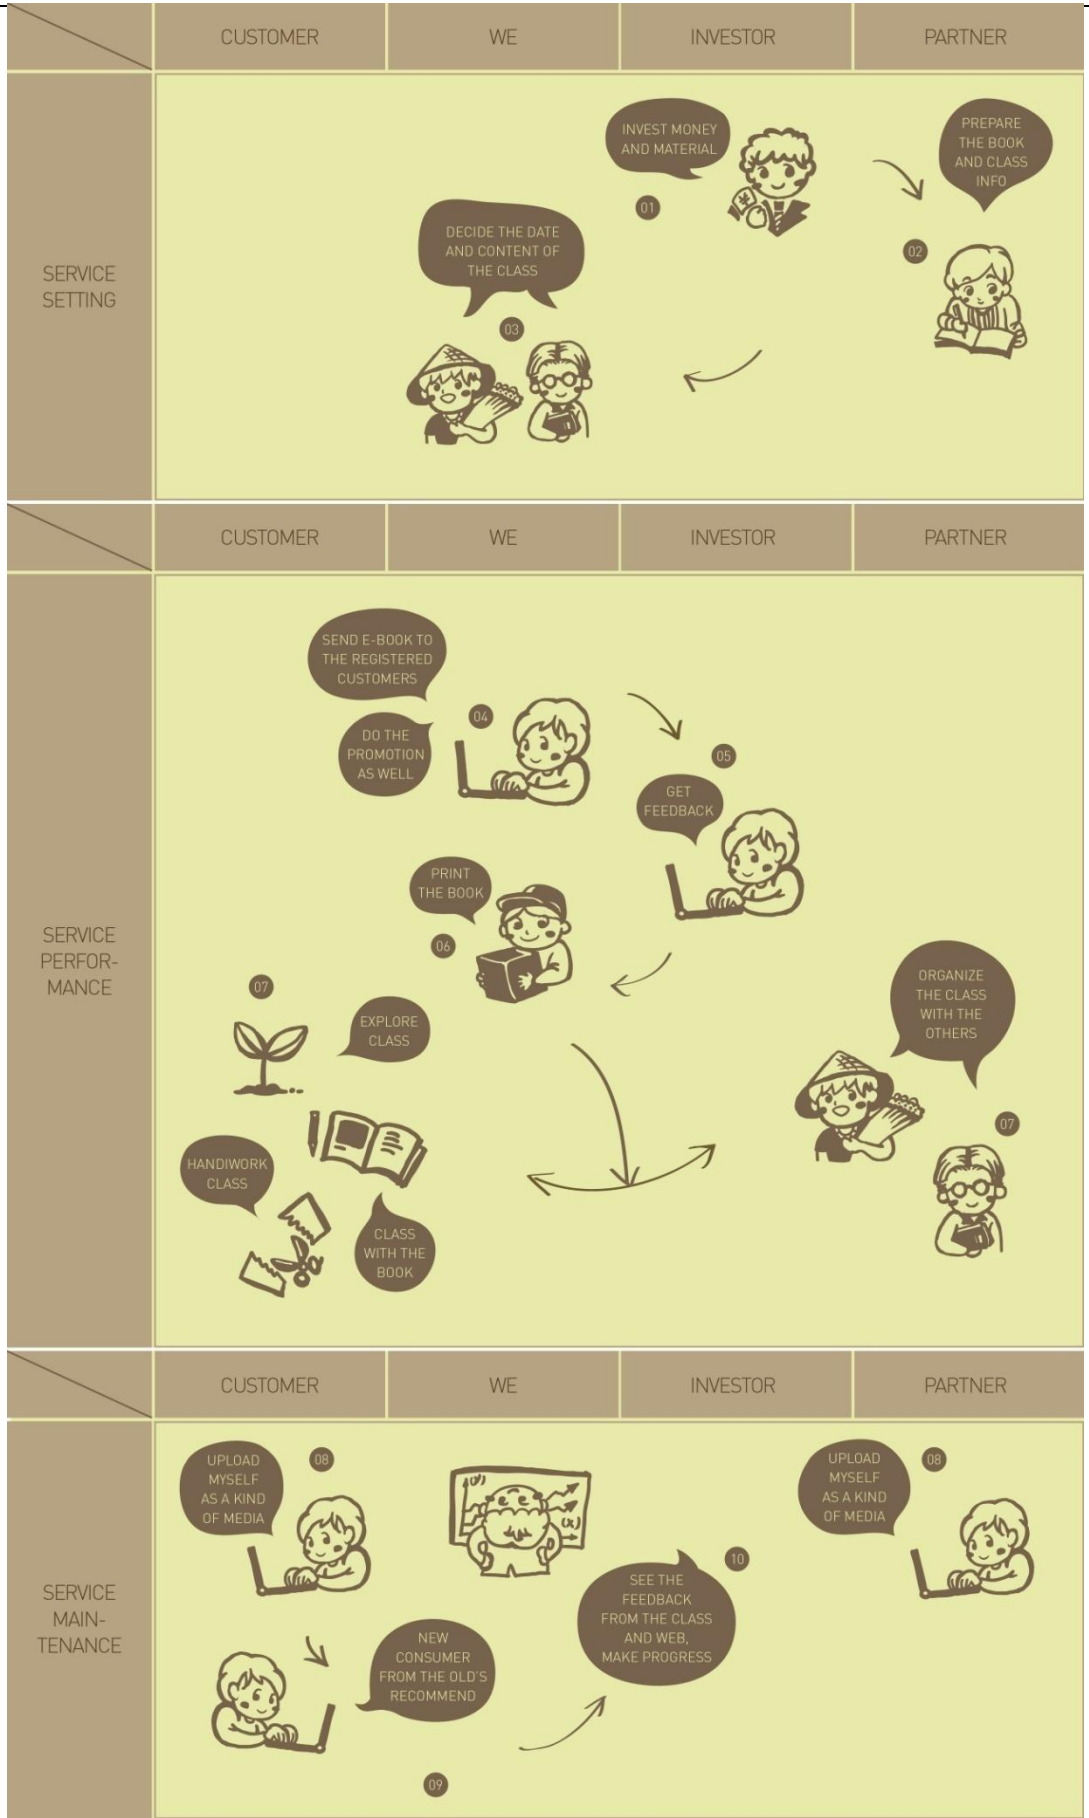 CUSTOMER
WE
INVESTOR
PARTNER
SERVICE
SETTING
INVEST MONEY
AND MATERIAL
01
PREPARE
THE BOOK
AND CLASS
INFO
02
DECIDE THE DATE
AND CONTENT OF
THE CLASS
03
CUSTOMER
WE
INVESTOR
PARTNER
SERVICE
PERFOR-
MANCE
SEND E-BOOK TO
THE REGISTERED
CUSTOMERS
04
DO THE
PROMOTION
AS WELL
05
GET
FEEDBACK
PRINT
THE BOOK
06
07
EXPLORE
CLASS
HANDIWORK
CLASS
CLASS
WITH THE
BOOK
ORGANIZE
THE CLASS
WITH THE
OTHERS
07
CUSTOMER
WE
INVESTOR
PARTNER
SERVICE
MAIN-
TENANCE
UPLOAD
MYSELF
AS A KIND
OF MEDIA
08
(y)
(x)
UPLOAD
MYSELF
AS A KIND
OF MEDIA
08
NEW
CONSUMER
FROM THE OLD'S
RECOMMEND
09
SEE THE
FEEDBACK
FROM THE CLASS
AND WEB,
MAKE PROGRESS
10